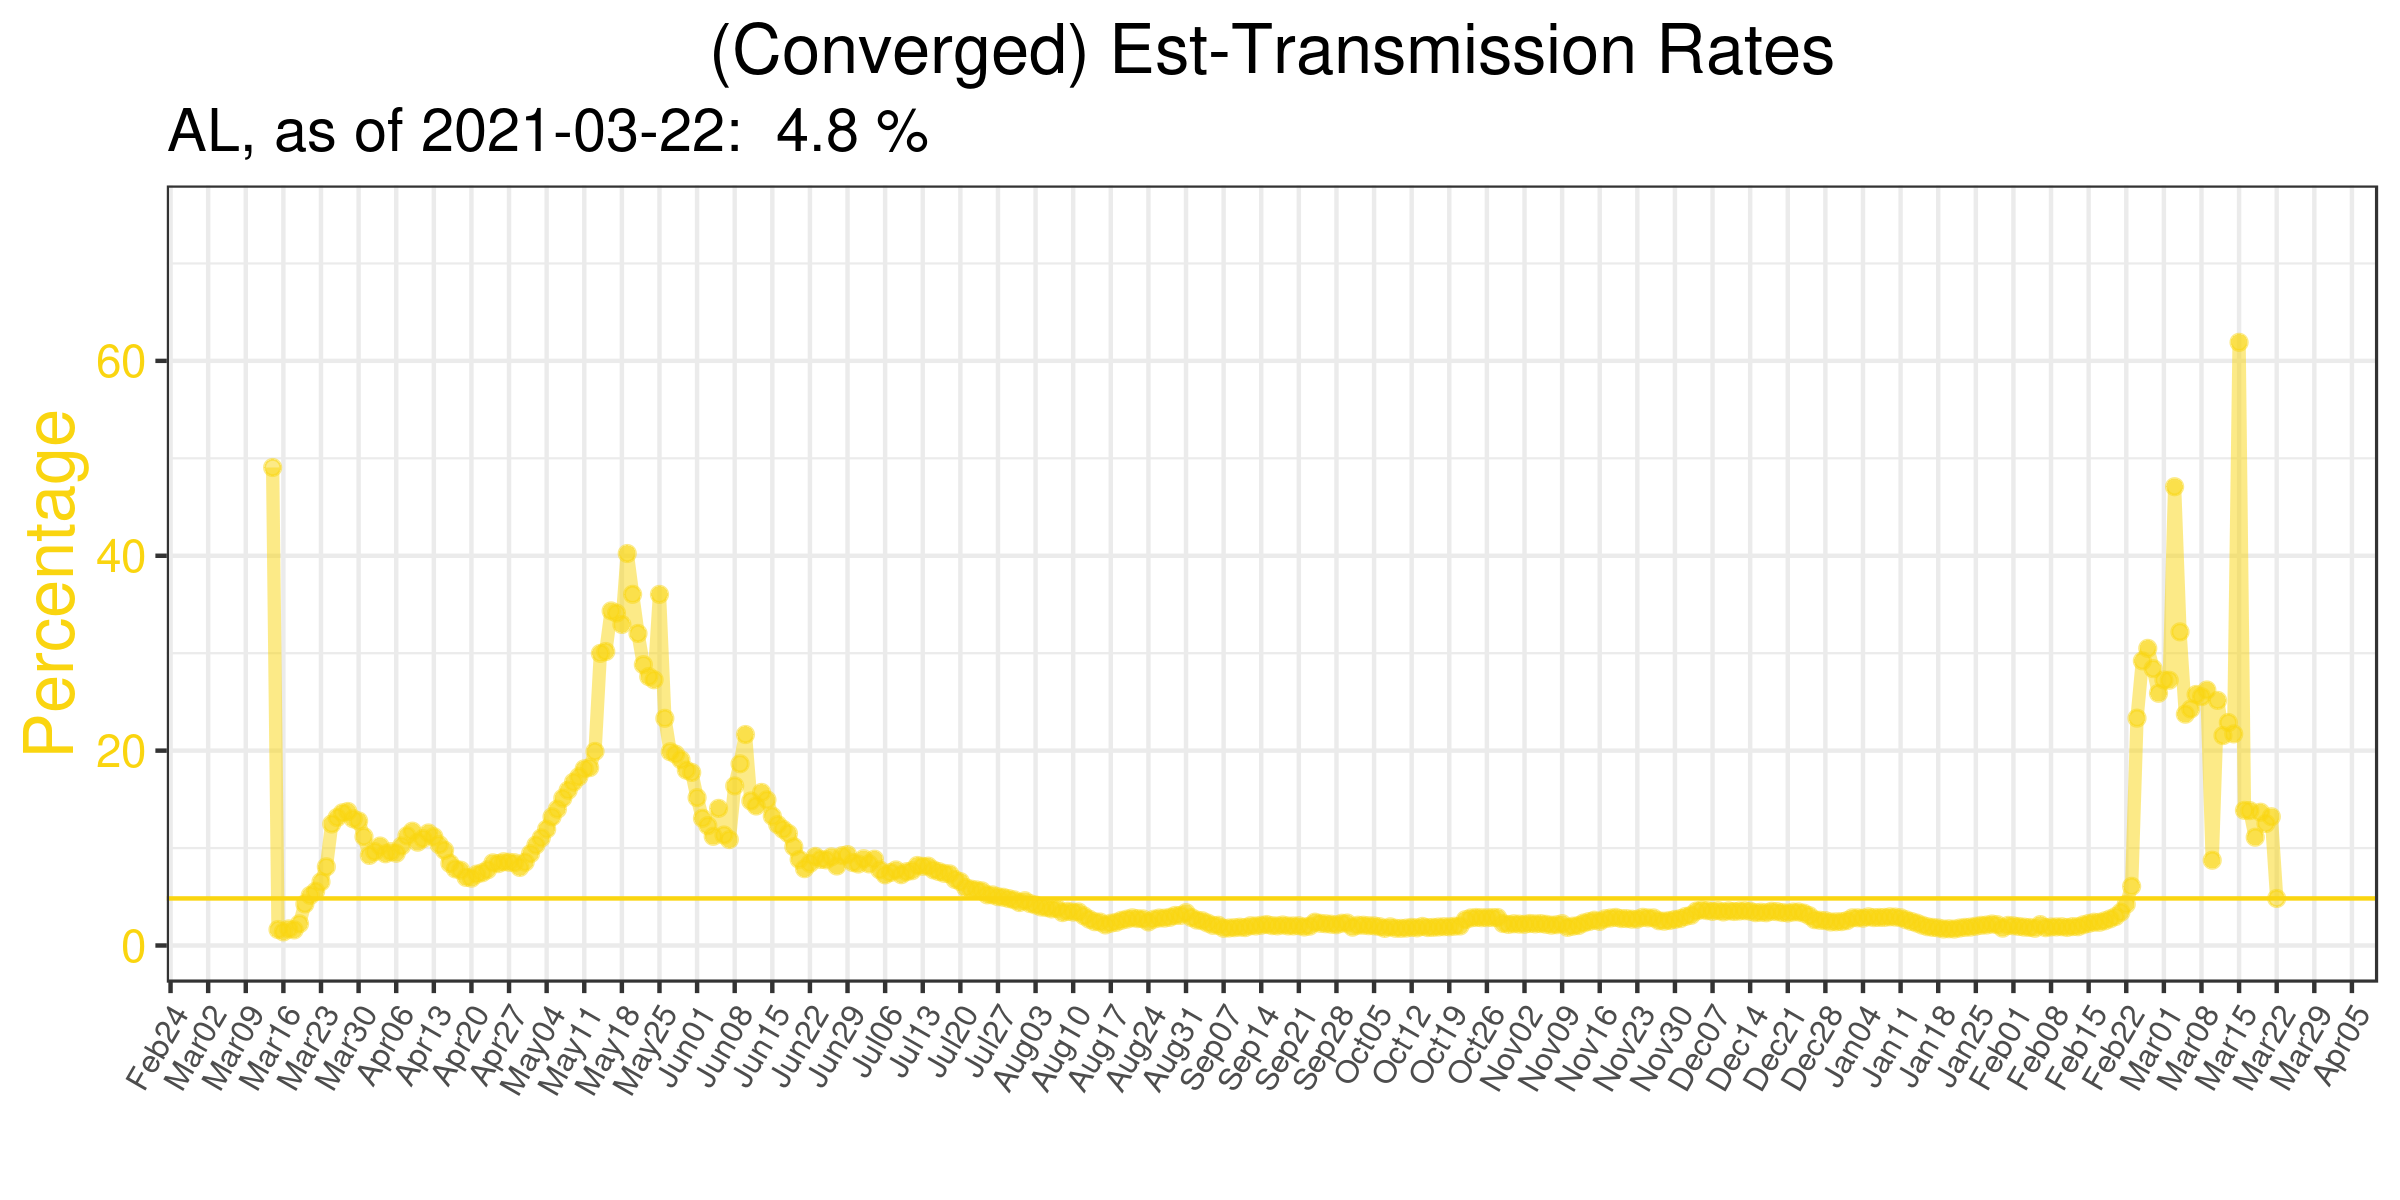 (Converged) Est-Transmission Rates
AL, as of 2021-03-22:  4.8 %
Percentage
60
40
20
0
Feb24
Mar02
Mar09
Mar16
Mar23
Mar30
Apr06
Apr13
Apr20
Apr27
May04
May11
May18
May25
Jun01
Jun08
Jun15
Jun22
Jun29
Jul06
Jul13
Jul20
Jul27
Aug03
Aug10
Aug17
Aug24
Aug31
Sep07
Sep14
Sep21
Sep28
Oct05
Oct12
Oct19
Oct26
Nov02
Nov09
Nov16
Nov23
Nov30
Dec07
Dec14
Dec21
Dec28
Jan04
Jan11
Jan18
Jan25
Feb01
Feb08
Feb15
Feb22
Mar01
Mar08
Mar15
Mar22
Mar29
Apr05